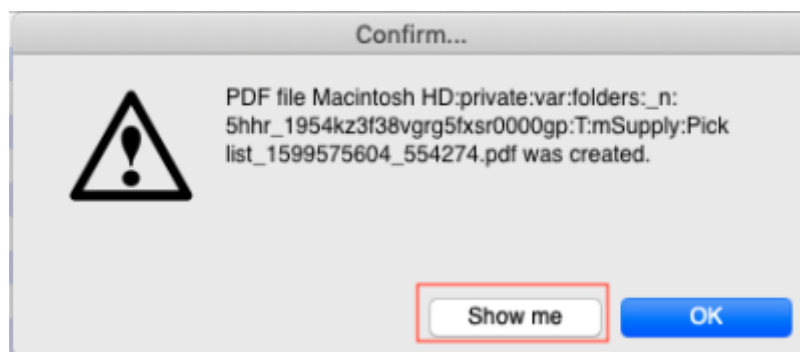 Confirm...
PDF file Macintosh HD:private:var:folders:_n:
5hhr_1954kz3f38vgrg5fxsr0000gp:T:mSupply:Pick
list_1599575604_554274.pdf was created.
Show me
OK